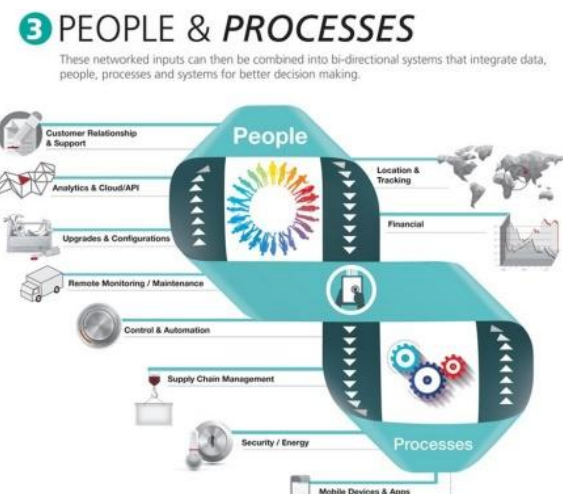 3 PEOPLE & PROCESSES
These networked inputs can then be combined into bi-directional systems that integrate data,
people, processes and systems for better decision making.
People
Customer Relationship
& Support
Location &
Tracking
Analytics & Cloud/API
Financial
Upgrades & Configurations
Remote Monitoring / Maintenance
Control & Automation
Supply Chain Management
Security / Energy
Processes
Mobile Devices & Apps